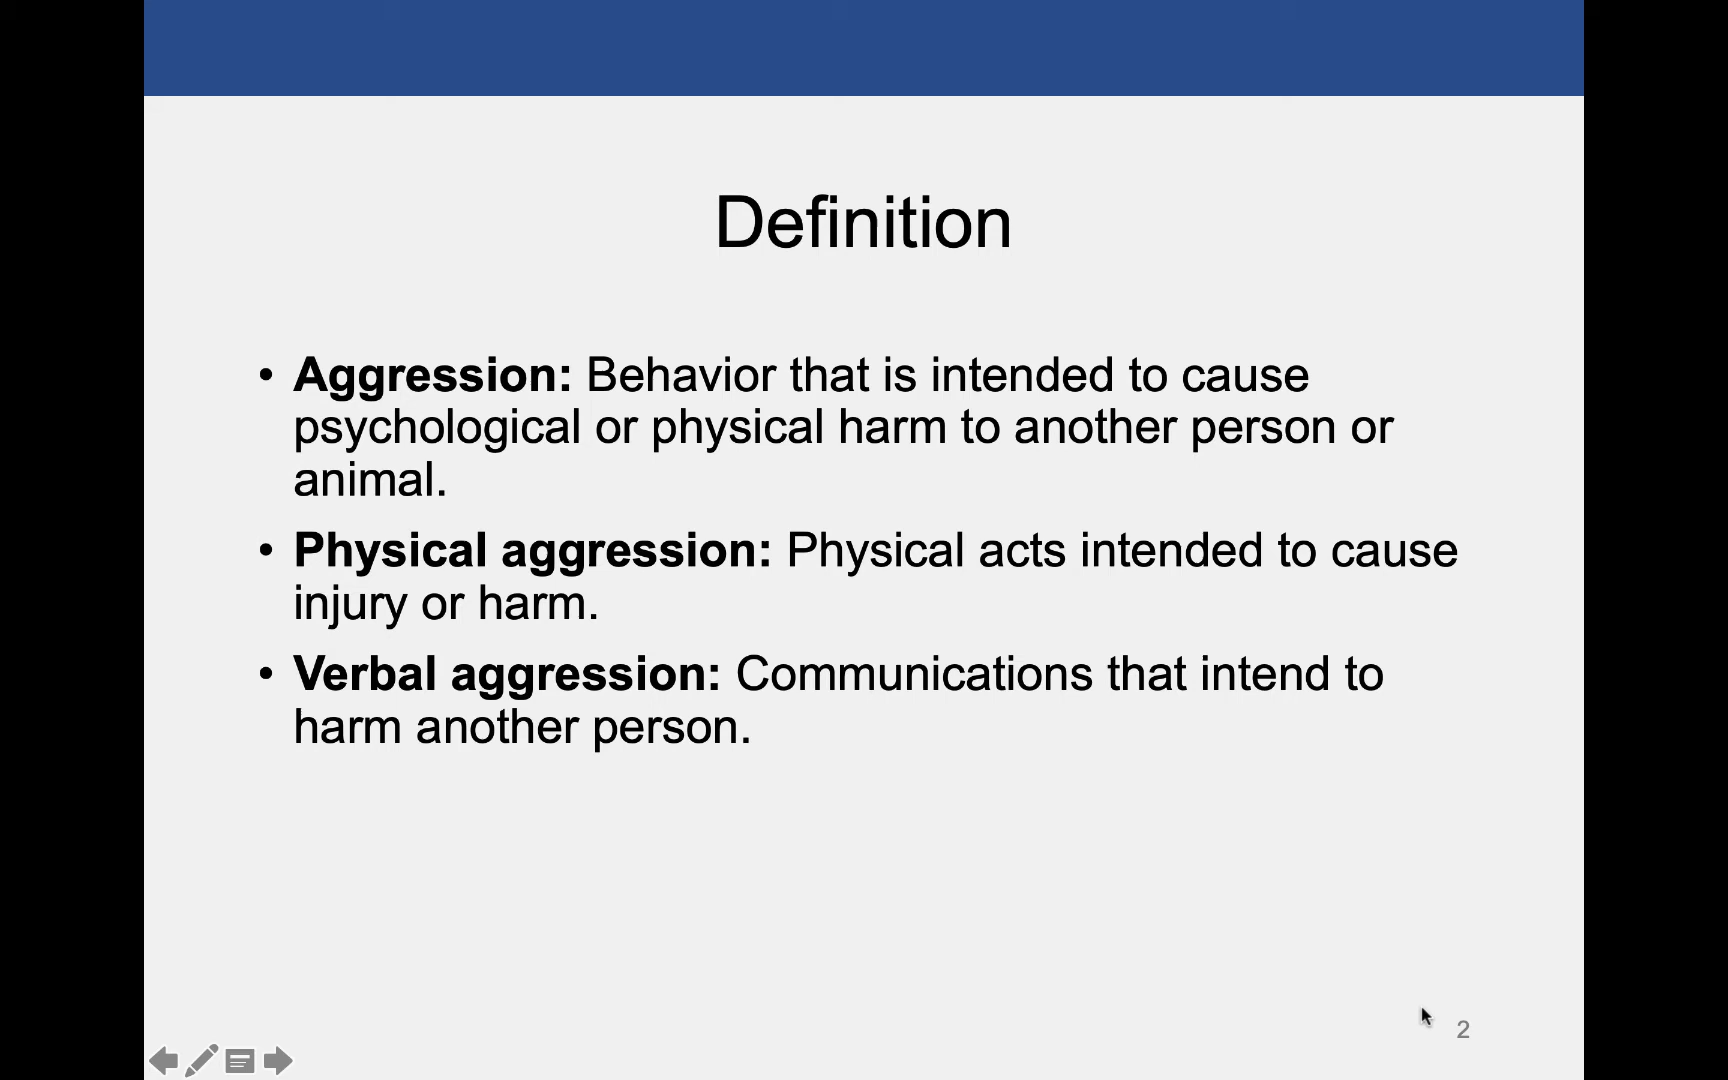 Definition
• Aggression: Behavior that is intended to cause
psychological or physical harm to another person or
animal.
• Physical aggression: Physical acts intended to cause
injury or harm.
• Verbal aggression: Communications that intend to
harm another person.
2